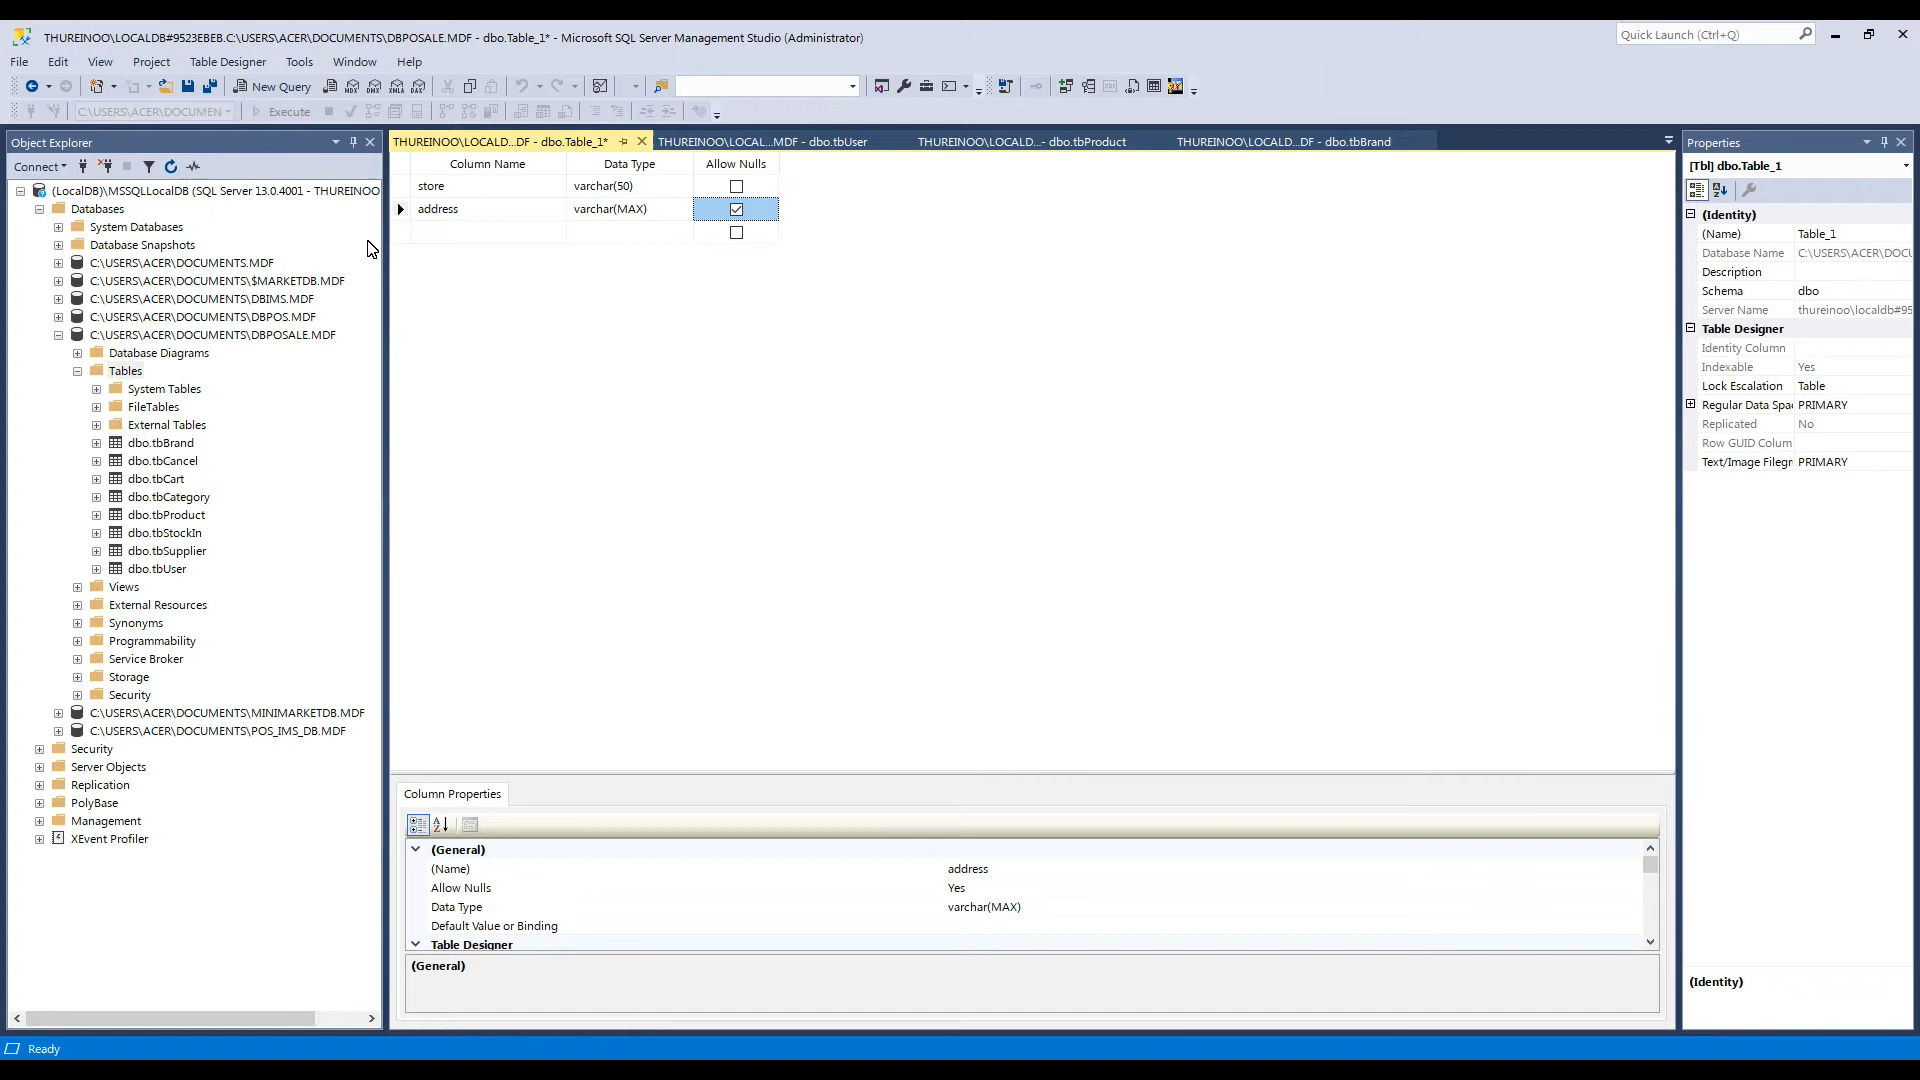 THUREINOO\LOCALDB#9523EBEB.C:\USERS\ACER\DOCUMENTS\DBPOSALE.MDF - dbo.Table_1* - Microsoft SQL Server Management Studio (Administrator)
Quick Launch (Ctrl+Q)
File Edit View Project Table Designer Tools Window Help
New Query
MDX DMX XMLA DAX
C:\USERS\ACER\DOCUMEN
Execute
Object Explorer
THUREINOO\LOCALD...DF - dbo.Table_1*
THUREINOO\LOCAL...MDF - dbo.tbUser
THUREINOO\LOCALD...- dbo.tbProduct
THUREINOO\LOCALD...DF - dbo.tbBrand
Connect
(LocalDB)\MSSQLLocalDB (SQL Server 13.0.4001 - THUREINOO
Databases
System Databases
Database Snapshots
C:\USERS\ACER\DOCUMENTS.MDF
C:\USERS\ACER\DOCUMENTS\$MARKETDB.MDF
C:\USERS\ACER\DOCUMENTS\DBIMS.MDF
C:\USERS\ACER\DOCUMENTS\DBPOS.MDF
C:\USERS\ACER\DOCUMENTS\DBPOSALE.MDF
Database Diagrams
Tables
System Tables
FileTables
External Tables
dbo.tbBrand
dbo.tbCancel
dbo.tbCart
dbo.tbCategory
dbo.tbProduct
dbo.tbStockIn
dbo.tbSupplier
dbo.tbUser
Views
External Resources
Synonyms
Programmability
Service Broker
Storage
Security
C:\USERS\ACER\DOCUMENTS\MINIMARKETDB.MDF
C:\USERS\ACER\DOCUMENTS\POS_IMS_DB.MDF
Security
Server Objects
Replication
PolyBase
Management
XEvent Profiler
Column Name Data Type Allow Nulls
store varchar(50)
address varchar(MAX)
Column Properties
(General)
(Name) address
Allow Nulls Yes
Data Type varchar(MAX)
Default Value or Binding
Table Designer
(General)
Properties
[Tbl] dbo.Table_1
(Identity)
(Name) Table_1
Database Name C:\USERS\ACER\DOCU
Description
Schema dbo
Server Name thureinoo\localdb#95
Table Designer
Identity Column
Indexable Yes
Lock Escalation Table
Regular Data Spac PRIMARY
Replicated No
Row GUID Colum
Text/Image Filegr PRIMARY
(Identity)
Ready